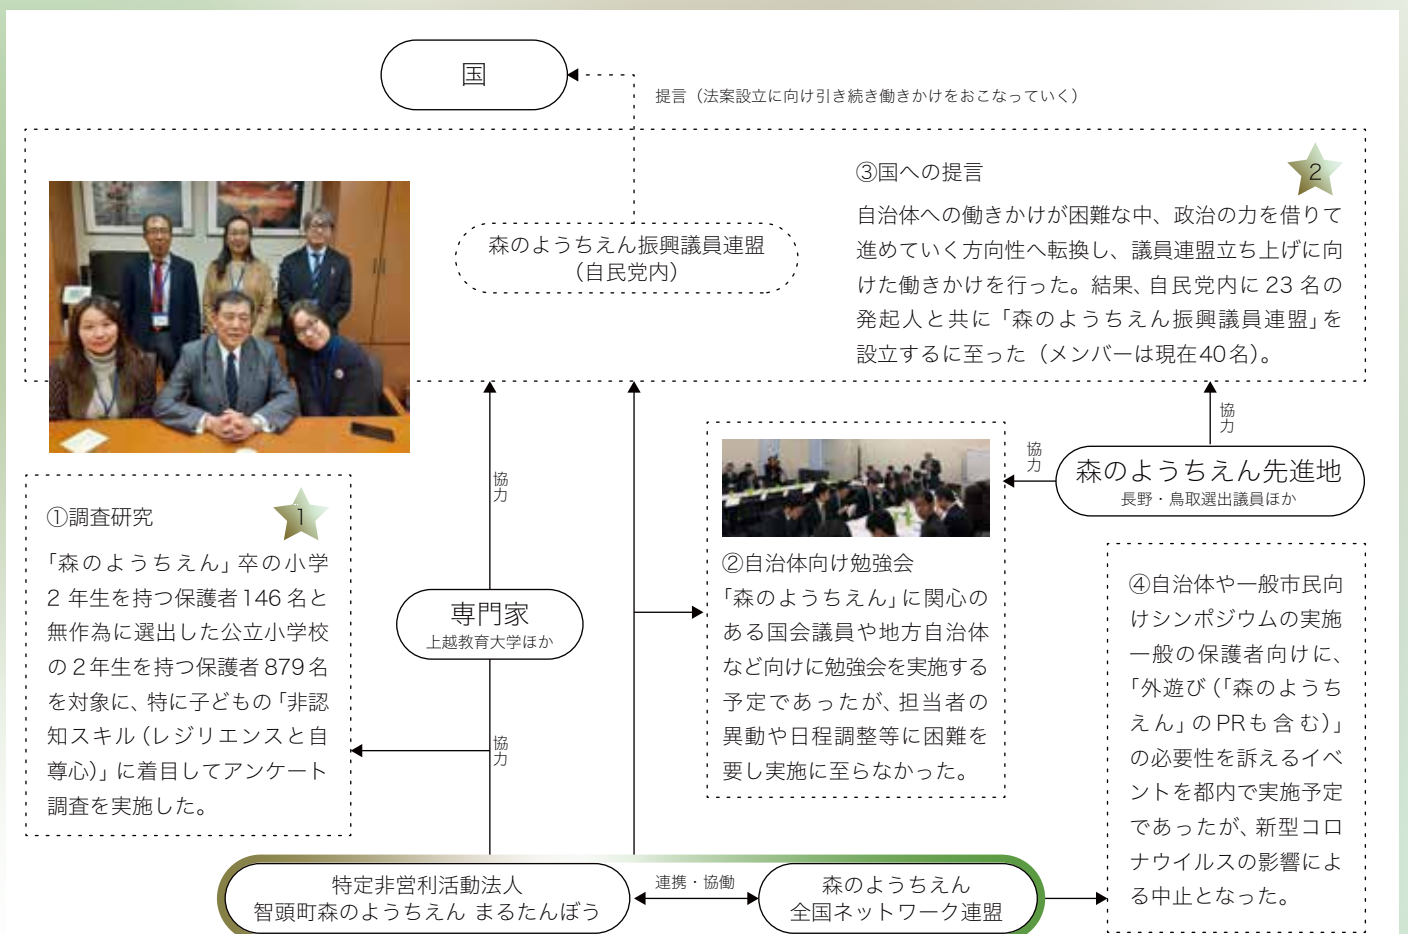 国
提言（法案設立に向け引き続き働きかけをおこなっていく）
森のようちえん振興議員連盟
（自民党内）
③国への提言
2
自治体への働きかけが困難な中、政治の力を借りて
進めていく方向性へ転換し、議員連盟立ち上げに向
けた働きかけを行った。結果、自民党内に 23 名の
発起人と共に「森のようちえん振興議員連盟」を
設立するに至った（メンバーは現在40名）。
協力
協力
協力
森のようちえん先進地
長野・鳥取選出議員ほか
①調査研究
1
「森のようちえん」卒の小学
2 年生を持つ保護者146 名と
無作為に選出した公立小学校
の２年生を持つ保護者 879名
を対象に、特に子どもの「非認
知スキル（レジリエンスと自
尊心）」に着目してアンケート
調査を実施した。
専門家
上越教育大学ほか
協力
②自治体向け勉強会
「森のようちえん」に関心の
ある国会議員や地方自治体
など向けに勉強会を実施する
予定であったが、担当者の
異動や日程調整等に困難を
要し実施に至らなかった。
④自治体や一般市民向
けシンポジウムの実施
一般の保護者向けに、
「外遊び（「森のようち
えん」のPRも含む）」
の必要性を訴えるイベ
ントを都内で実施予定
であったが、新型コロ
ナウイルスの影響によ
る中止となった。
特定非営利活動法人
智頭町森のようちえん まるたんぼう
連携・協働
森のようちえん
全国ネットワーク連盟